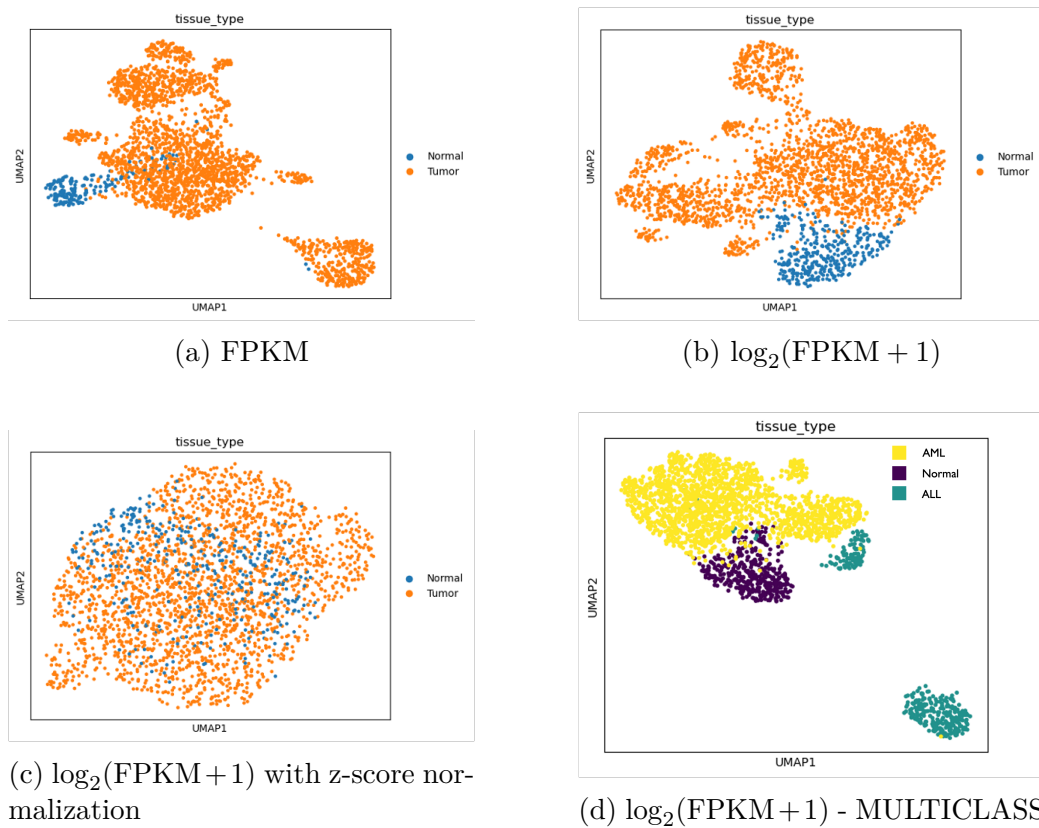 tissue_type
UMAP2
Normal
Tumor
UMAP1
(a) FPKM
tissue_type
UMAP2
Normal
Tumor
UMAP1
(b) log₂(FPKM + 1)
tissue_type
UMAP2
Normal
Tumor
UMAP1
(c) log₂(FPKM+1) with z-score nor-
malization
tissue_type
AML
Normal
ALL
UMAP2
UMAP1
(d) log₂(FPKM+1) - MULTICLASS